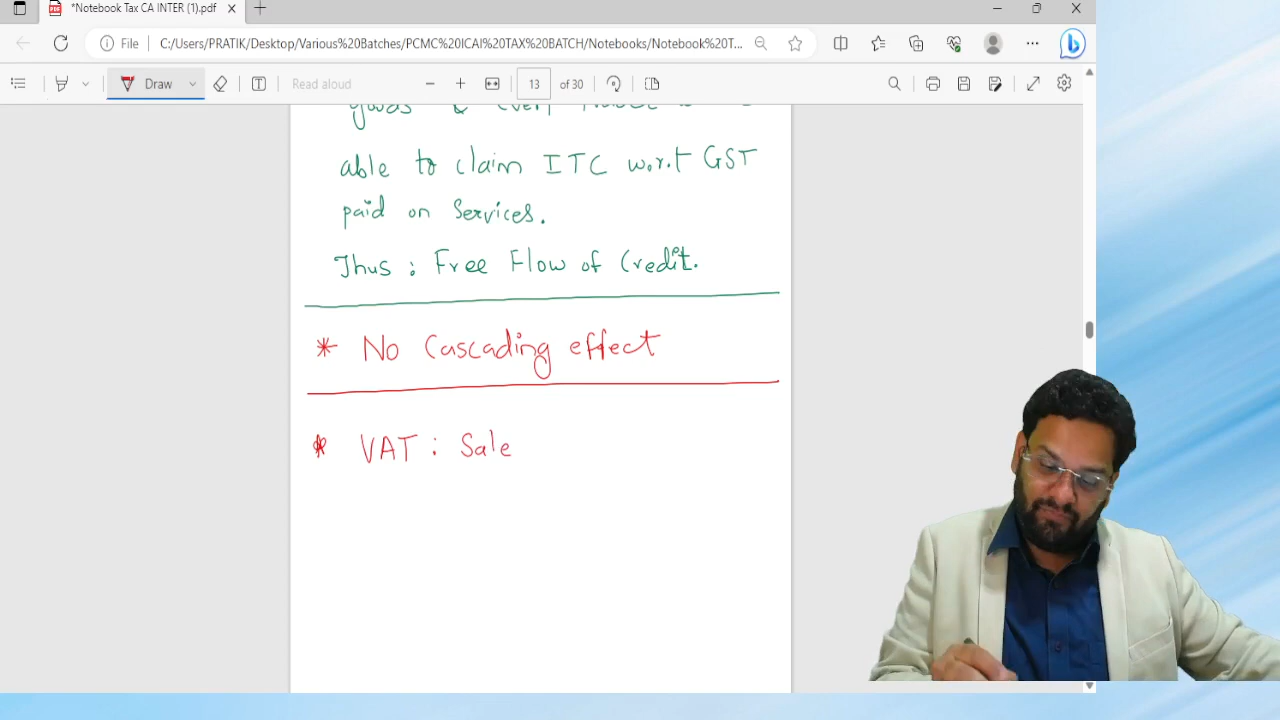 *Notebook Tax CA INTER (1).pdf
File C:/Users/PRATIK/Desktop/Various%20Batches/PCMC%20ICAI%20TAX%20BATCH/Notebooks/Notebook%20T...
Draw Read aloud 13 of 30
able to claim ITC w.r.t GST
paid on Services.
Thus : Free Flow of Credit.
* No Cascading effect
* VAT : Sale